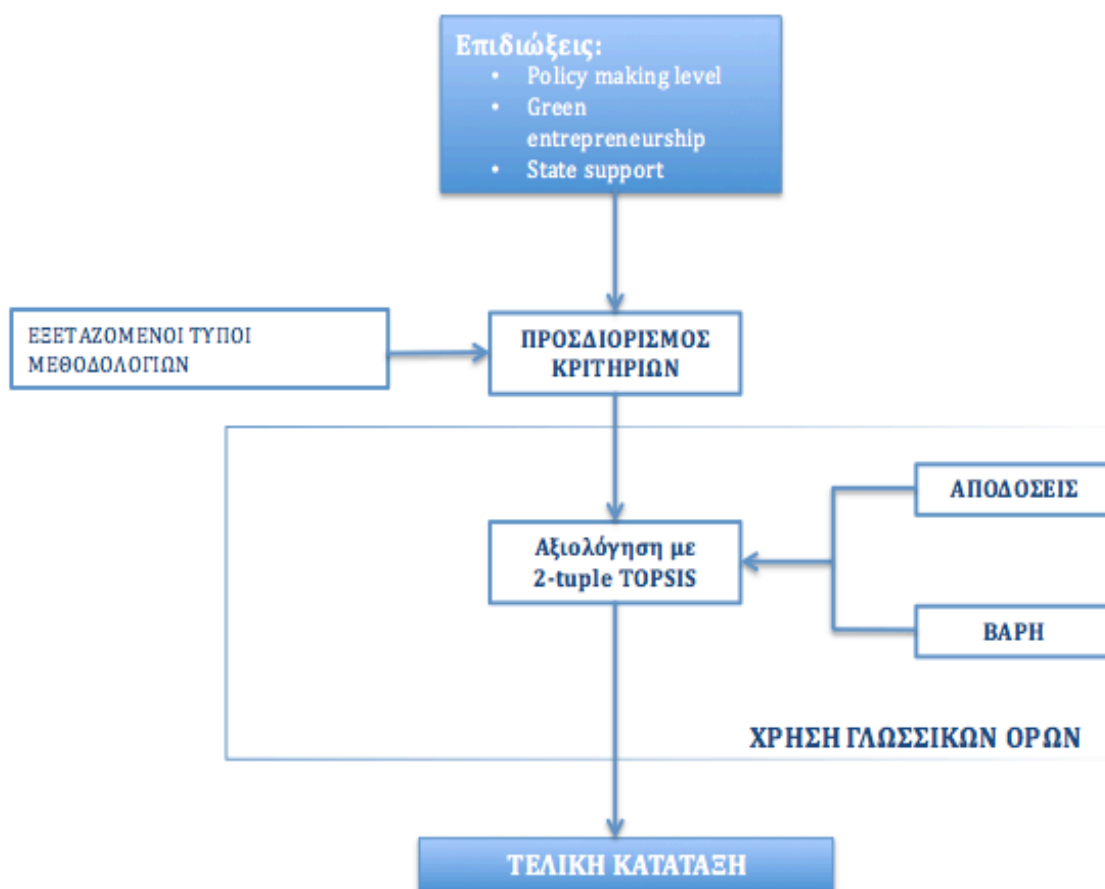 Επιδιώξεις:
• Policy making level
• Green
entrepreneurship
• State support
ΕΞΕΤΑΖΟΜΕΝΟΙ ΤΥΠΟΙ
ΜΕΘΟΔΟΛΟΓΙΩΝ
ΠΡΟΣΔΙΟΡΙΣΜΟΣ
ΚΡΙΤΗΡΙΩΝ
ΑΠΟΔΟΣΕΙΣ
Αξιολόγηση με
2-tuple TOPSIS
ΒΑΡΗ
ΧΡΗΣΗ ΓΛΩΣΣΙΚΩΝ ΟΡΩΝ
ΤΕΛΙΚΗ ΚΑΤΑΤΑΞΗ